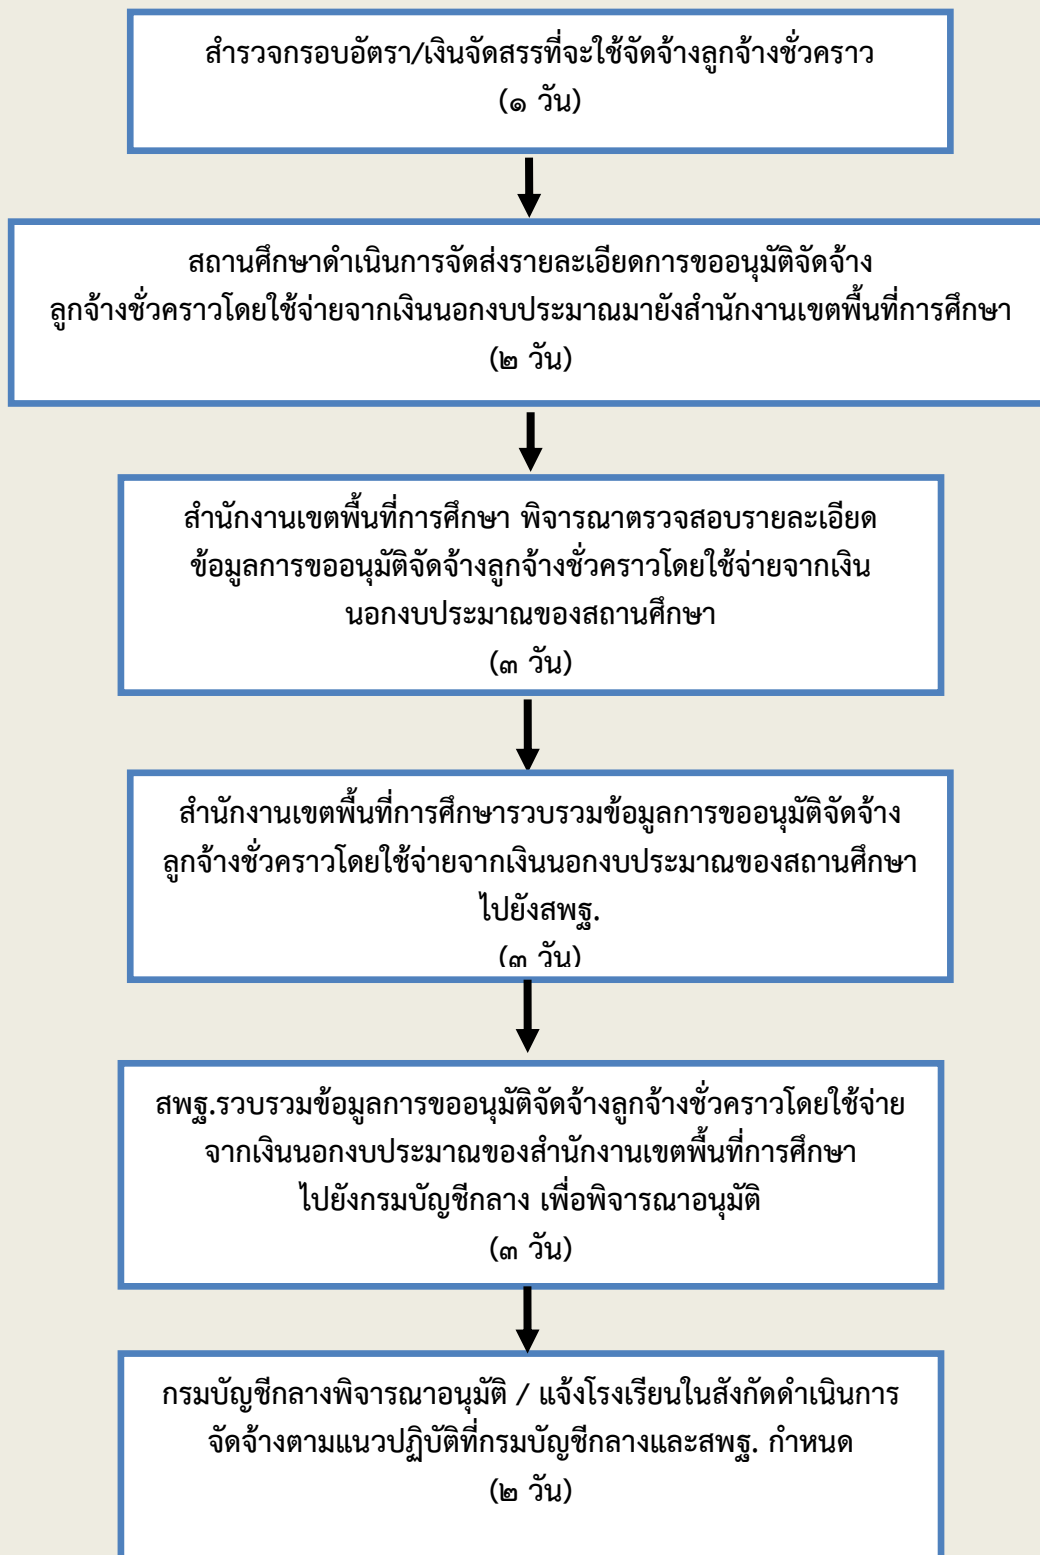 สำรวจกรอบอัตรา/เงินจัดสรรที่จะใช้จัดจ้างลูกจ้างชั่วคราว
(๑ วัน)
สถานศึกษาดำเนินการจัดส่งรายละเอียดการขออนุมัติจัดจ้าง
ลูกจ้างชั่วคราวโดยใช้จ่ายจากเงินนอกงบประมาณมายังสำนักงานเขตพื้นที่การศึกษา
(๒ วัน)
สำนักงานเขตพื้นที่การศึกษา พิจารณาตรวจสอบรายละเอียด
ข้อมูลการขออนุมัติจัดจ้างลูกจ้างชั่วคราวโดยใช้จ่ายจากเงิน
นอกงบประมาณของสถานศึกษา
(๓ วัน)
สำนักงานเขตพื้นที่การศึกษารวบรวมข้อมูลการขออนุมัติจัดจ้าง
ลูกจ้างชั่วคราวโดยใช้จ่ายจากเงินนอกงบประมาณของสถานศึกษา
ไปยังสพฐ.
(๓ วัน)
สพฐ.รวบรวมข้อมูลการขออนุมัติจัดจ้างลูกจ้างชั่วคราวโดยใช้จ่าย
จากเงินนอกงบประมาณของสำนักงานเขตพื้นที่การศึกษา
ไปยังกรมบัญชีกลาง เพื่อพิจารณาอนุมัติ
(๓ วัน)
กรมบัญชีกลางพิจารณาอนุมัติ / แจ้งโรงเรียนในสังกัดดำเนินการ
จัดจ้างตามแนวปฏิบัติที่กรมบัญชีกลางและสพฐ. กำหนด
(๒ วัน)